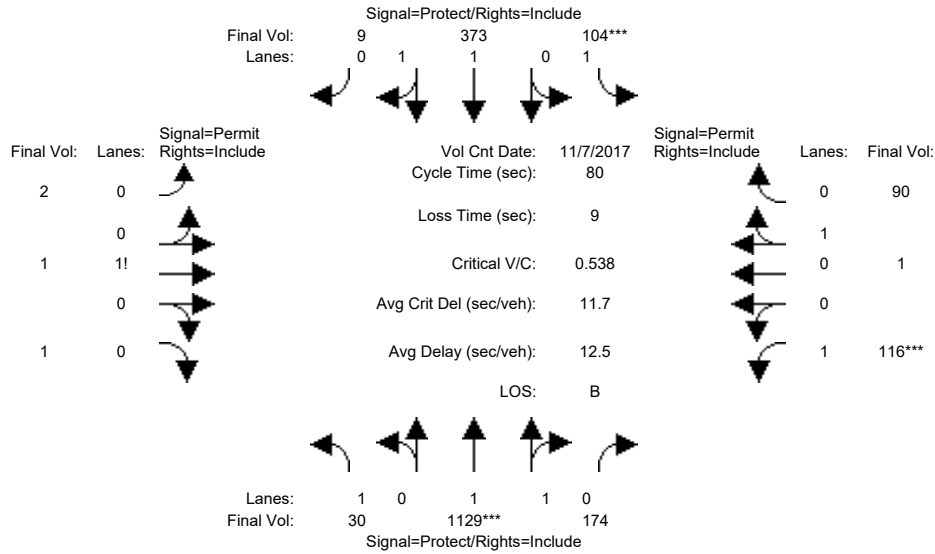 Signal=Protect/Rights=Include
Final Vol: 9 373 104***
Lanes: 0 1 1 0 1
Signal=Permit Signal=Permit
Final Vol: Lanes: Rights=Include Vol Cnt Date: 11/7/2017 Rights=Include Lanes: Final Vol:
Cycle Time (sec): 80
2 0 0 90
Loss Time (sec): 9
0 1
1 1! Critical V/C: 0.538 0 1
0 Avg Crit Del (sec/veh): 11.7 0
1 0 Avg Delay (sec/veh): 12.5 1 116***
LOS: B
Lanes: 1 0 1 1 0
Final Vol: 30 1129*** 174
Signal=Protect/Rights=Include